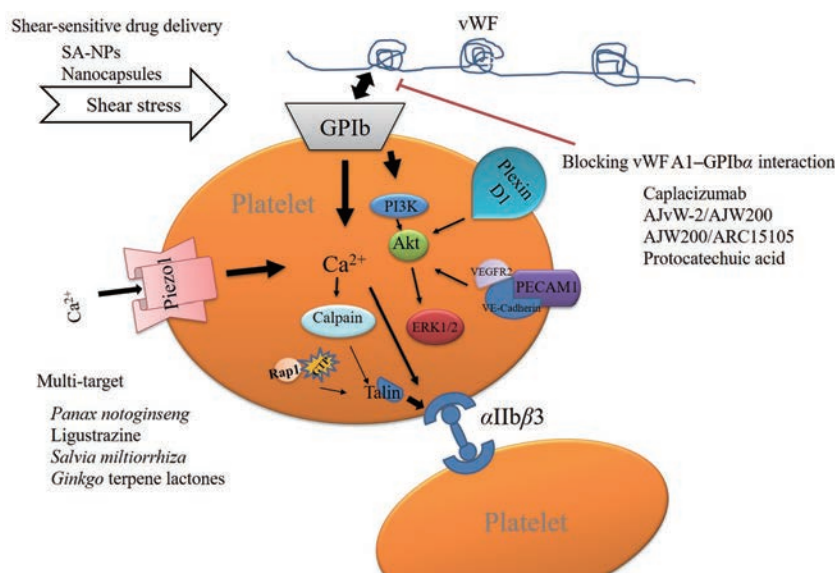 Shear-sensitive drug delivery
SA-NPs
Nanocapsules
Shear stress
vWF
GPIb
Blocking vWF A1–GPIbα interaction
Caplacizumab
AJvW-2/AJW200
AJW200/ARC15105
Protocatechuic acid
Platelet
Plexin
D1
PI3K
Akt
Ca²⁺
VEGFR2
PECAM1
VE-Cadherin
Piezo1
Ca²⁺
Calpain
ERK1/2
Rap1
GTP
Talin
αIIbβ3
Multi-target
Panax notoginseng
Ligustrazine
Salvia miltiorrhiza
Ginkgo terpene lactones
Platelet